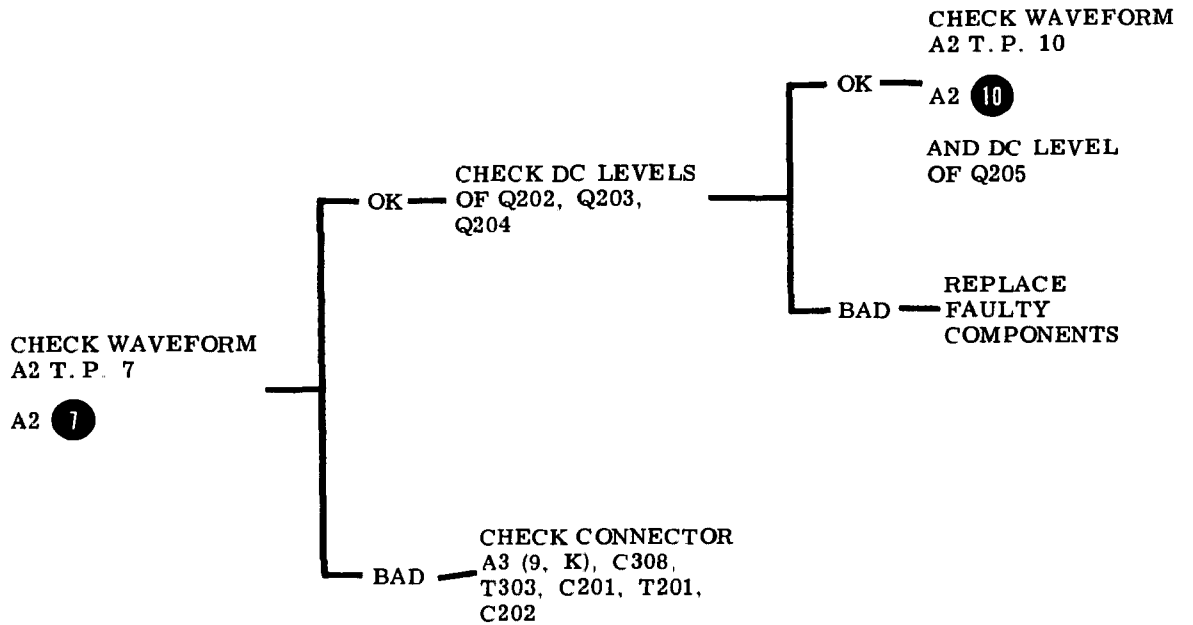 CHECK WAVEFORM
A2 T. P. 10
OK
A2 10
AND DC LEVEL
OF Q205
CHECK DC LEVELS
OF Q202, Q203,
Q204
OK
BAD
REPLACE
FAULTY
COMPONENTS
CHECK WAVEFORM
A2 T. P. 7
A2 7
BAD
CHECK CONNECTOR
A3 (9, K), C308,
T303, C201, T201,
C202